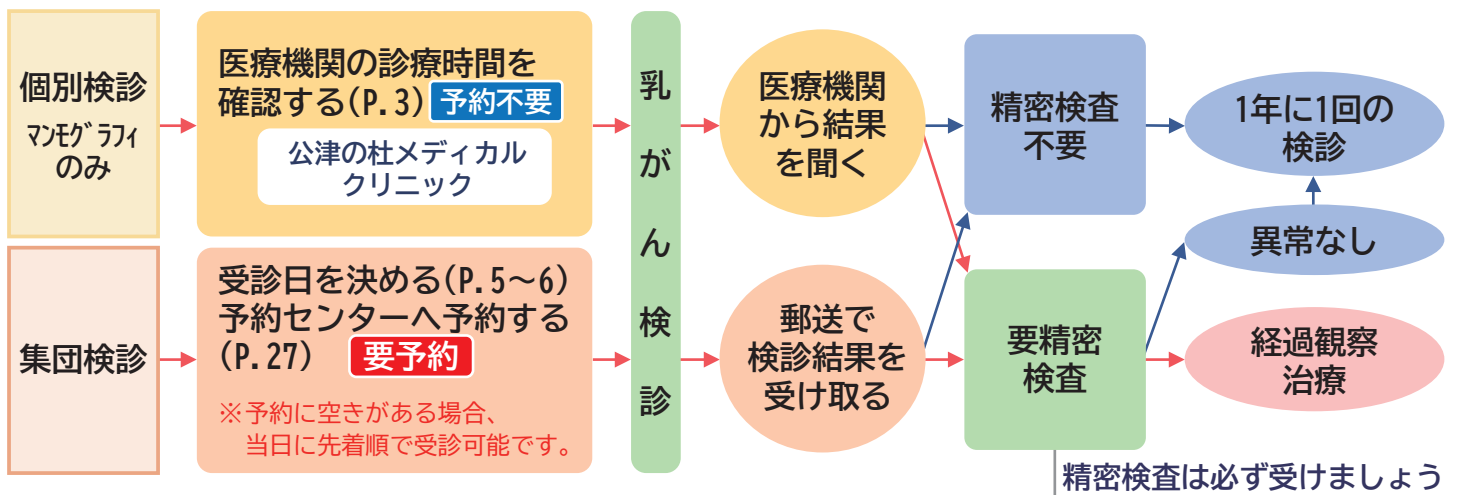 個別検診
マンモグラフィ
のみ
医療機関の診療時間を
確認する(P.3) 予約不要
公津の杜メディカル
クリニック
集団検診
受診日を決める(P.5～6)
予約センターへ予約する
(P.27) 要予約
※予約に空きがある場合、
当日に先着順で受診可能です。
乳がん検診
医療機関
から結果
を聞く
郵送で
検診結果を
受け取る
精密検査
不要
要精密
検査
1年に1回の
検診
異常なし
経過観察
治療
精密検査は必ず受けましょう